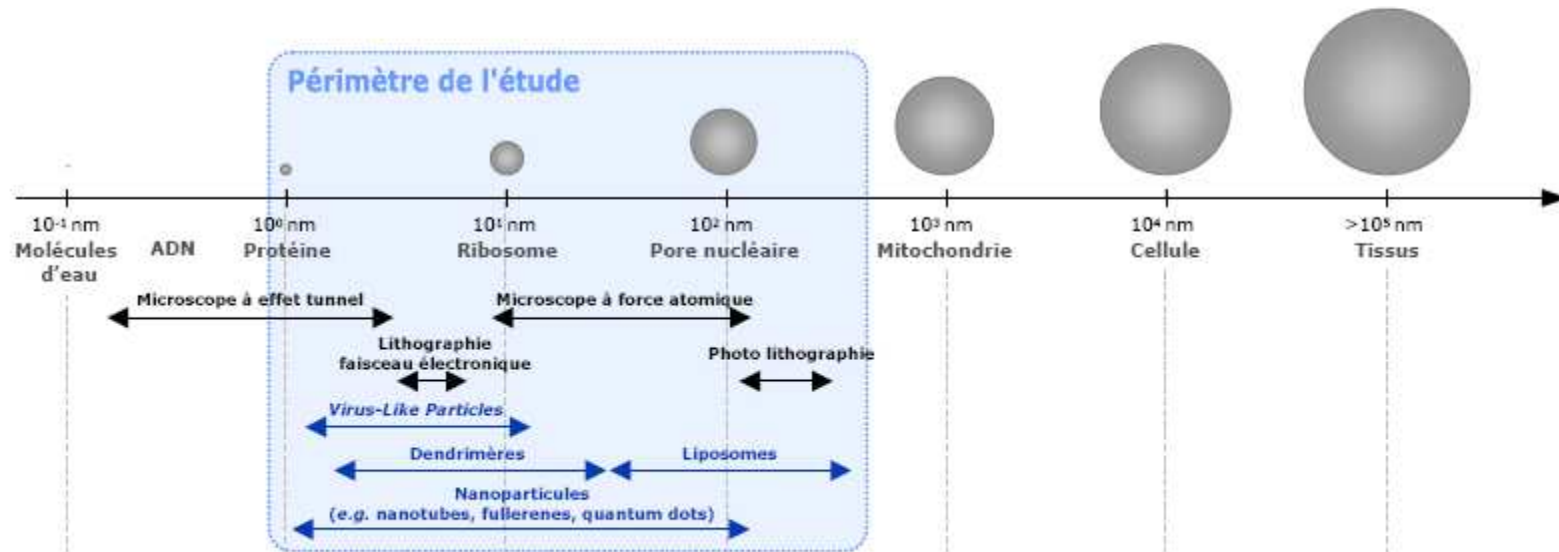 Périmètre de l'étude
10⁻¹ nm
10⁰ nm
10¹ nm
10² nm
10³ nm
10⁴ nm
>10⁵ nm
Molécules
d'eau
ADN
Protéine
Ribosome
Pore nucléaire
Mitochondrie
Cellule
Tissus
Microscope à effet tunnel
Microscope à force atomique
Lithographie
faisceau électronique
Photo lithographie
Virus-Like Particles
Dendrimères
Liposomes
Nanoparticules
(e.g. nanotubes, fullerenes, quantum dots)